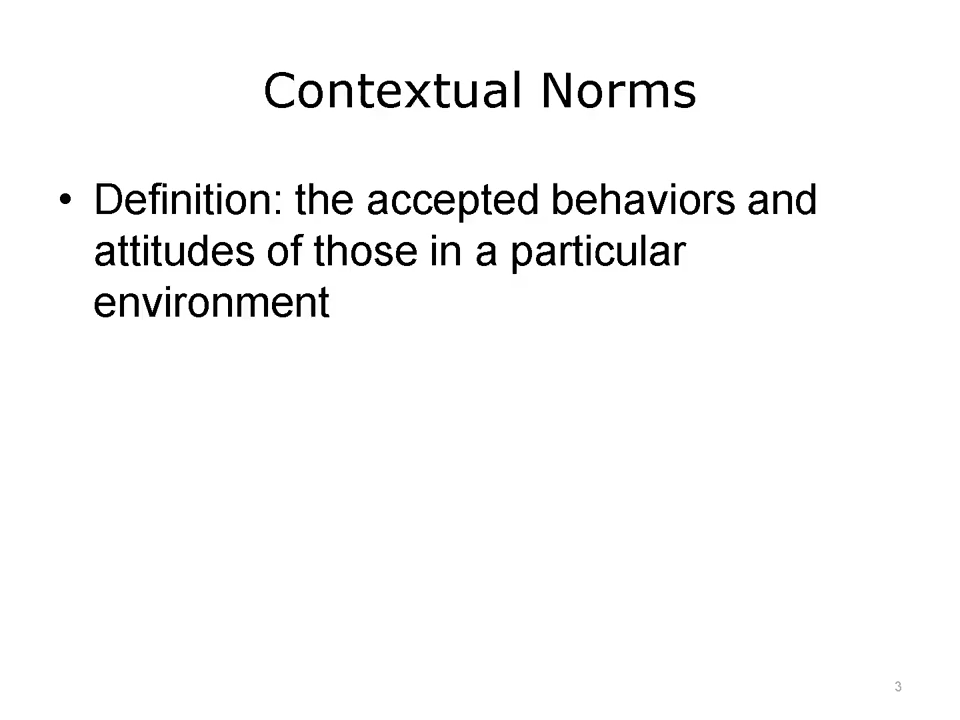 Contextual Norms
• Definition: the accepted behaviors and
attitudes of those in a particular
environment
3